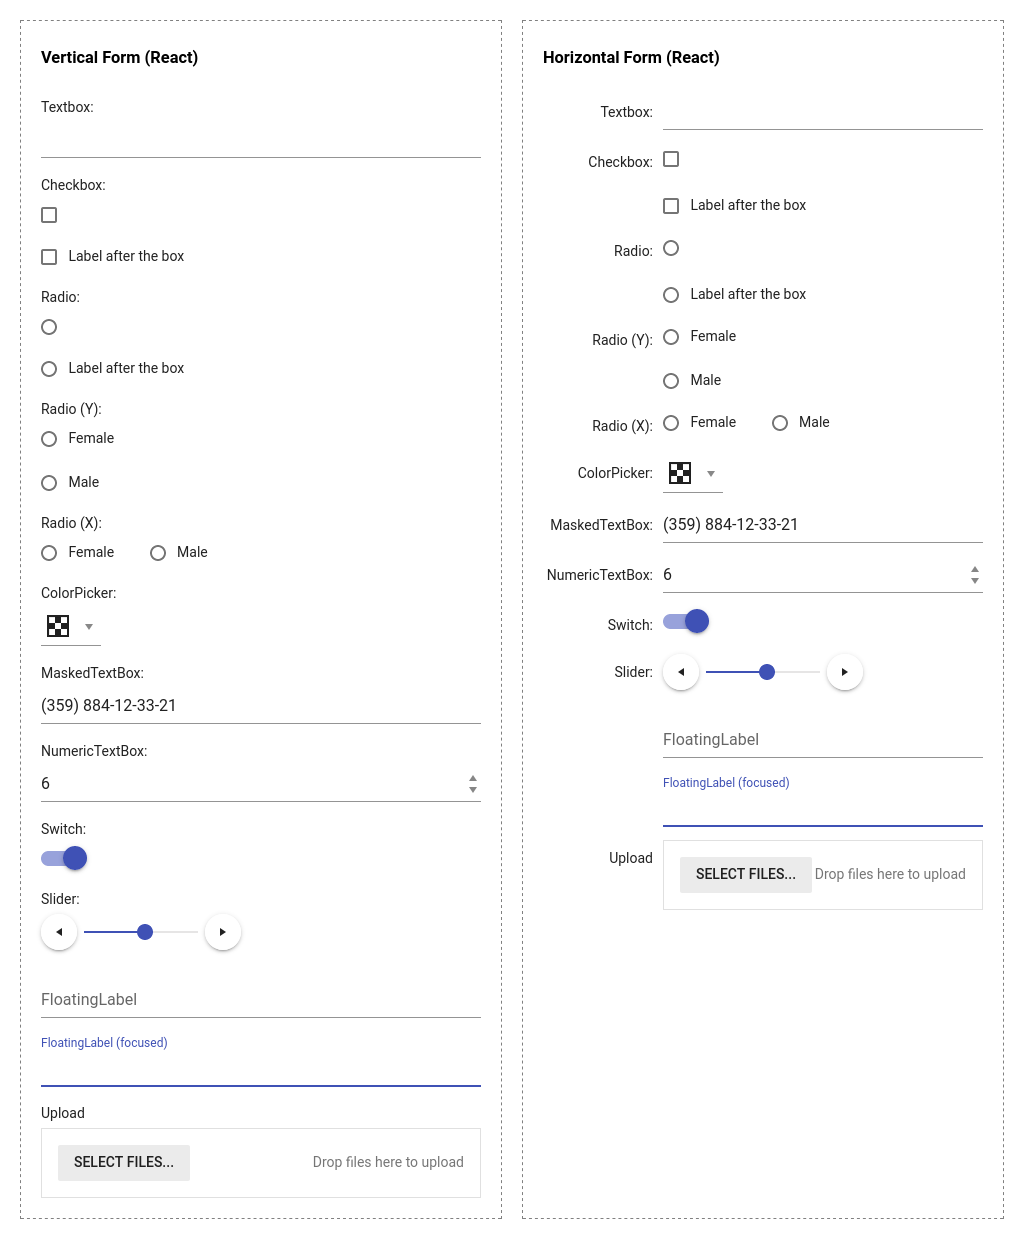 Vertical Form (React)
Textbox:
Checkbox:
Label after the box
Radio:
Label after the box
Radio (Y):
Female
Male
Radio (X):
Female Male
ColorPicker:
MaskedTextBox:
(359) 884-12-33-21
NumericTextBox:
6
Switch:
Slider:
FloatingLabel
FloatingLabel (focused)
Upload
SELECT FILES... Drop files here to upload
Horizontal Form (React)
Textbox:
Checkbox:
Label after the box
Radio:
Label after the box
Radio (Y): Female
Male
Radio (X): Female Male
ColorPicker:
MaskedTextBox: (359) 884-12-33-21
NumericTextBox: 6
Switch:
Slider:
FloatingLabel
FloatingLabel (focused)
Upload SELECT FILES... Drop files here to upload